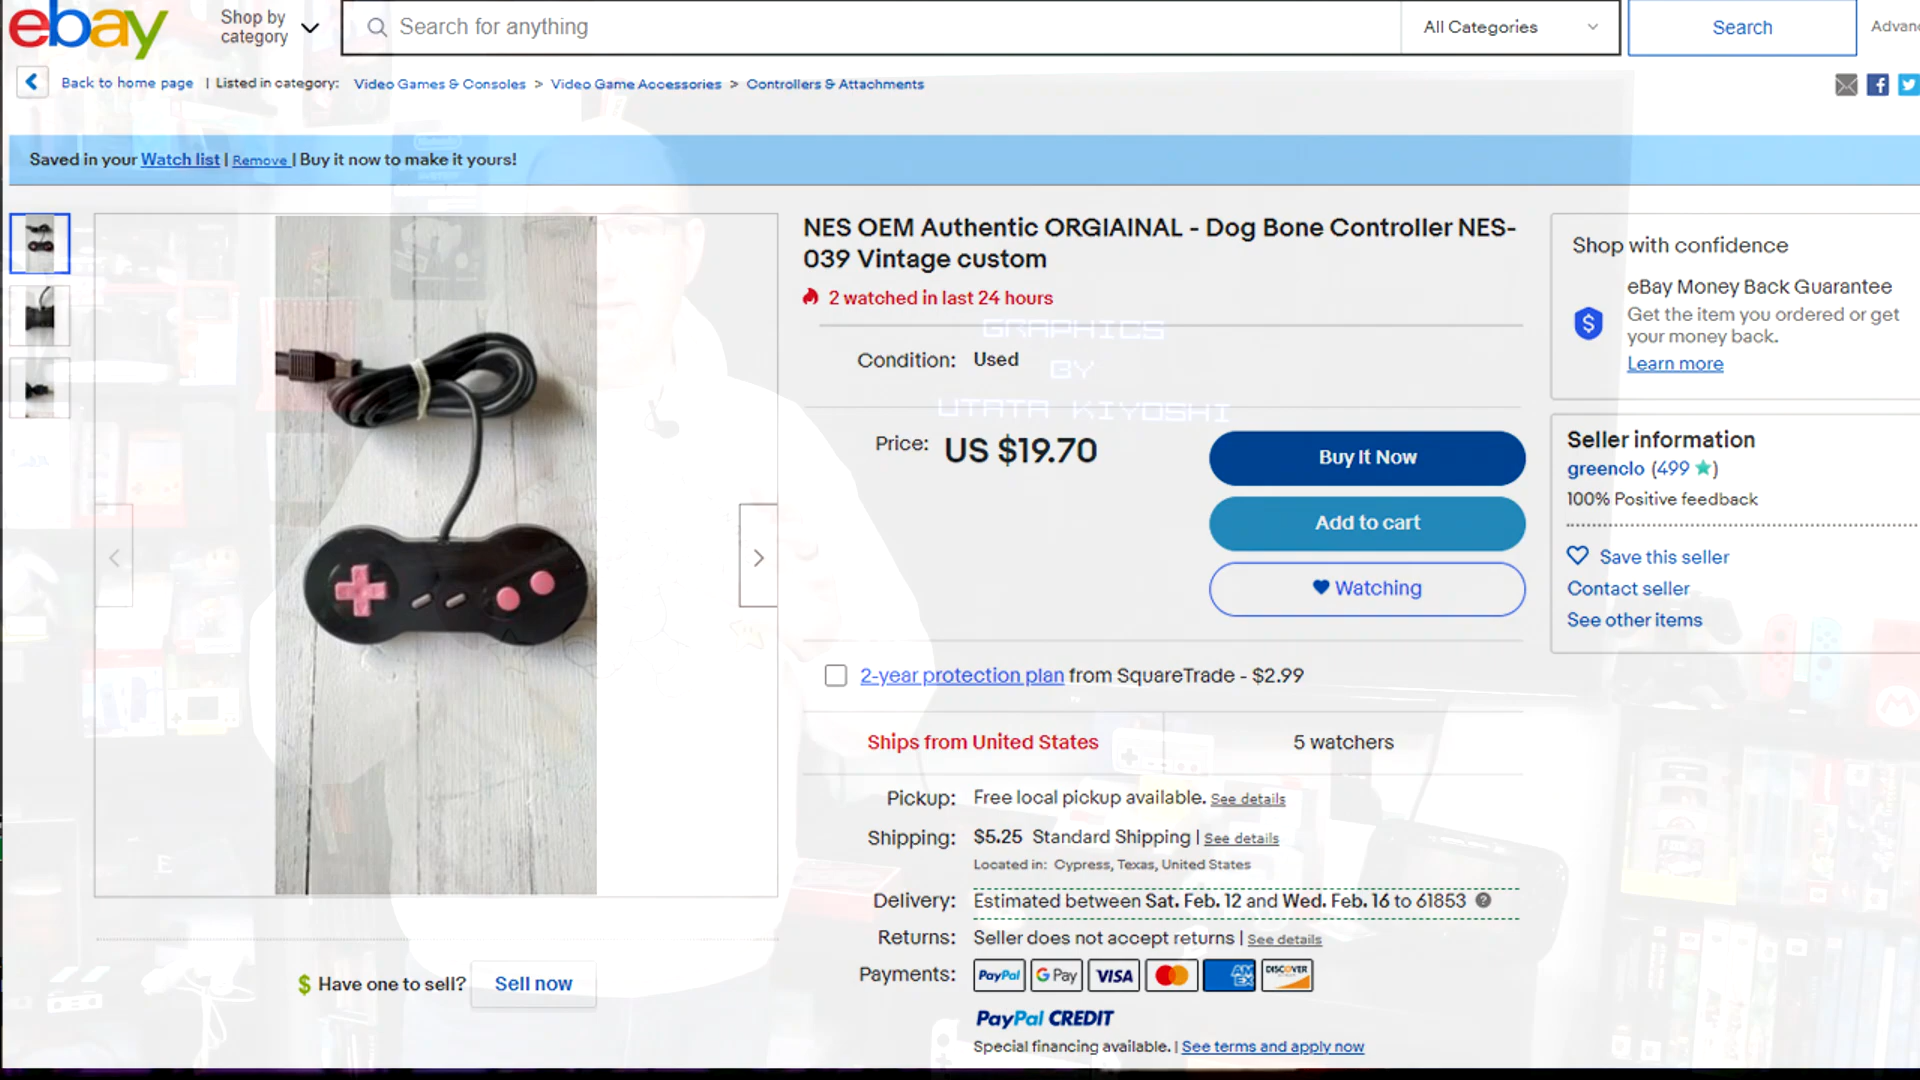 ebay
Shop by
category
Search for anything
All Categories
Search
Advanc
Back to home page | Listed in category: Video Games & Consoles > Video Game Accessories > Controllers & Attachments
Saved in your Watch list | Remove | Buy it now to make it yours!
NES OEM Authentic ORGIAINAL - Dog Bone Controller NES-
039 Vintage custom
2 watched in last 24 hours
GRAPHICS
BY
UTATA KIYOSHI
Condition: Used
Price: US $19.70
Buy It Now
Add to cart
Watching
2-year protection plan from SquareTrade - $2.99
Ships from United States
5 watchers
Pickup: Free local pickup available. See details
Shipping: $5.25 Standard Shipping | See details
Located in: Cypress, Texas, United States
Delivery: Estimated between Sat. Feb. 12 and Wed. Feb. 16 to 61853
Returns: Seller does not accept returns | See details
Payments: PayPal G Pay VISA AM EX DISCOVER
PayPal CREDIT
Special financing available. | See terms and apply now
$ Have one to sell? Sell now
Shop with confidence
eBay Money Back Guarantee
Get the item you ordered or get
your money back.
Learn more
Seller information
greenclo (499)
100% Positive feedback
Save this seller
Contact seller
See other items